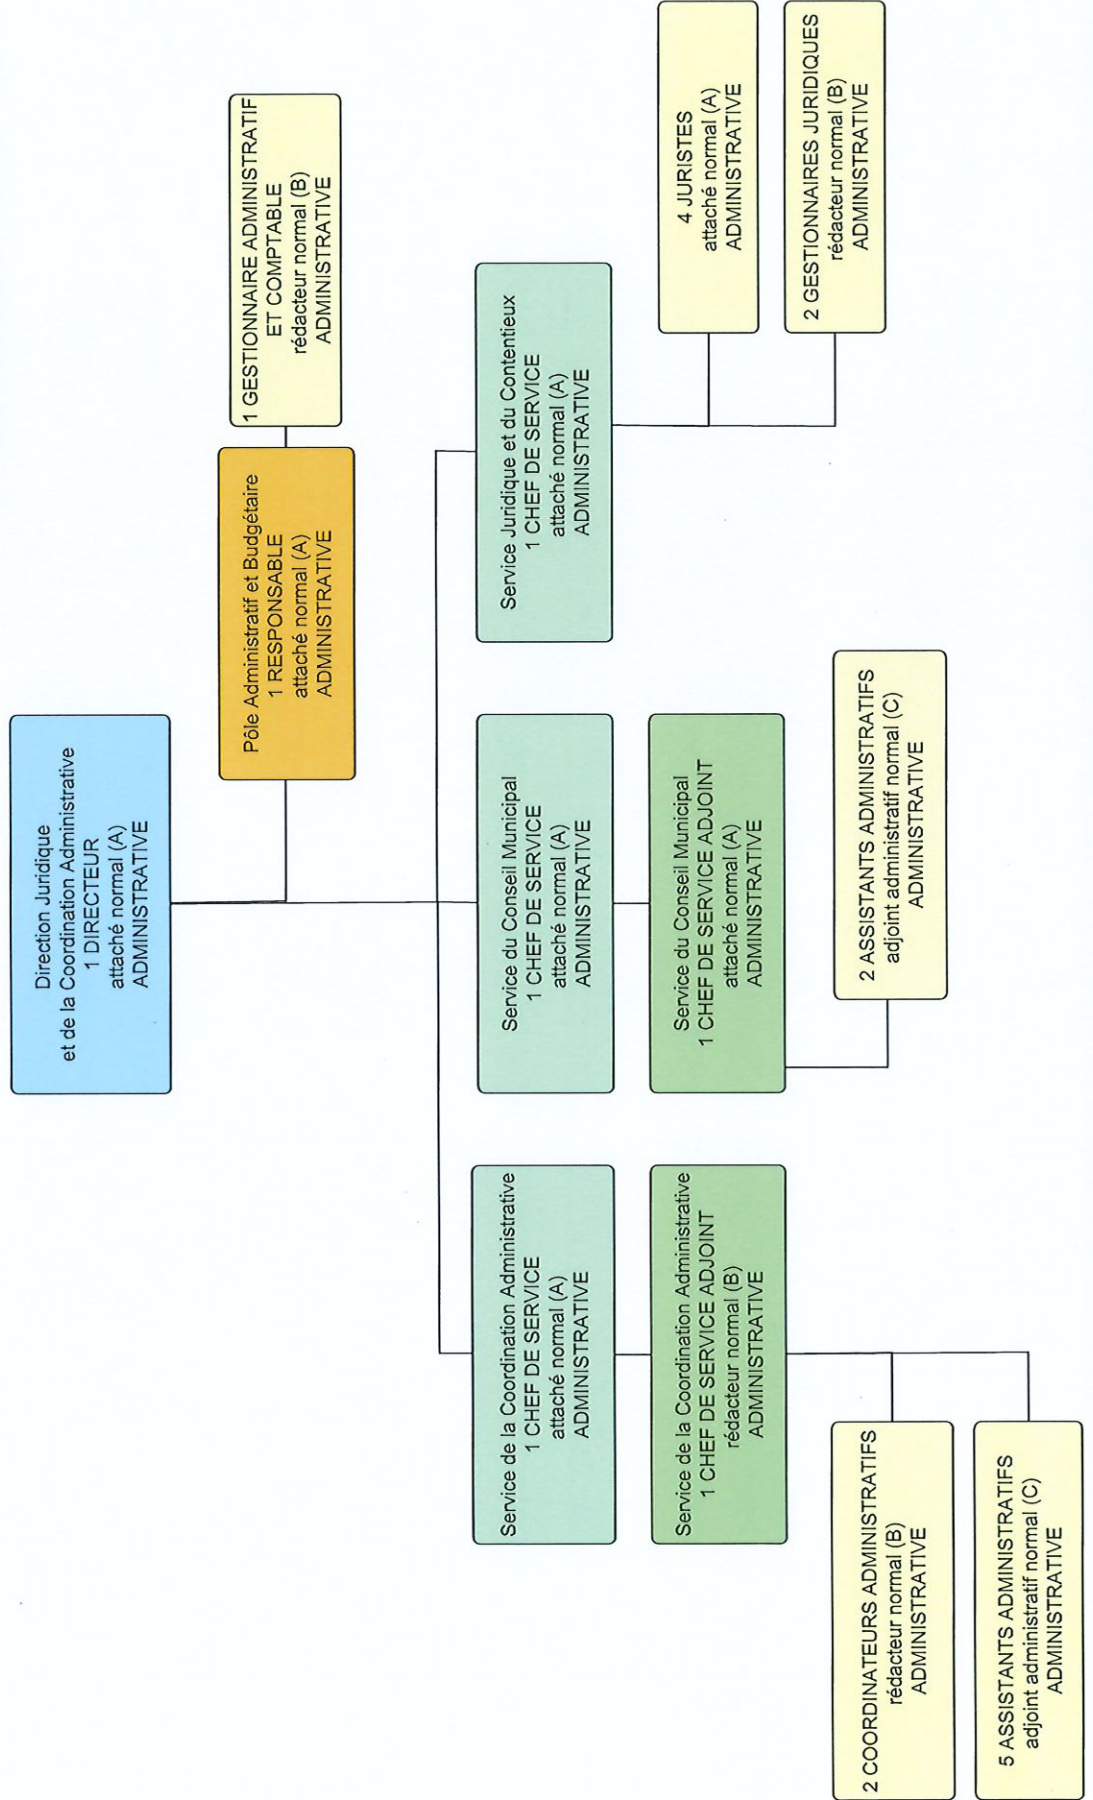 Direction Juridique
et de la Coordination Administrative
1 DIRECTEUR
attaché normal (A)
ADMINISTRATIVE
Pôle Administratif et Budgétaire
1 RESPONSABLE
attaché normal (A)
ADMINISTRATIVE
1 GESTIONNAIRE ADMINISTRATIF
ET COMPTABLE
rédacteur normal (B)
ADMINISTRATIVE
Service de la Coordination Administrative
1 CHEF DE SERVICE
attaché normal (A)
ADMINISTRATIVE
Service de la Coordination Administrative
1 CHEF DE SERVICE ADJOINT
rédacteur normal (B)
ADMINISTRATIVE
2 COORDINATEURS ADMINISTRATIFS
rédacteur normal (B)
ADMINISTRATIVE
5 ASSISTANTS ADMINISTRATIFS
adjoint administratif normal (C)
ADMINISTRATIVE
Service du Conseil Municipal
1 CHEF DE SERVICE
attaché normal (A)
ADMINISTRATIVE
Service du Conseil Municipal
1 CHEF DE SERVICE ADJOINT
attaché normal (A)
ADMINISTRATIVE
2 ASSISTANTS ADMINISTRATIFS
adjoint administratif normal (C)
ADMINISTRATIVE
Service Juridique et du Contentieux
1 CHEF DE SERVICE
attaché normal (A)
ADMINISTRATIVE
4 JURISTES
attaché normal (A)
ADMINISTRATIVE
2 GESTIONNAIRES JURIDIQUES
rédacteur normal (B)
ADMINISTRATIVE